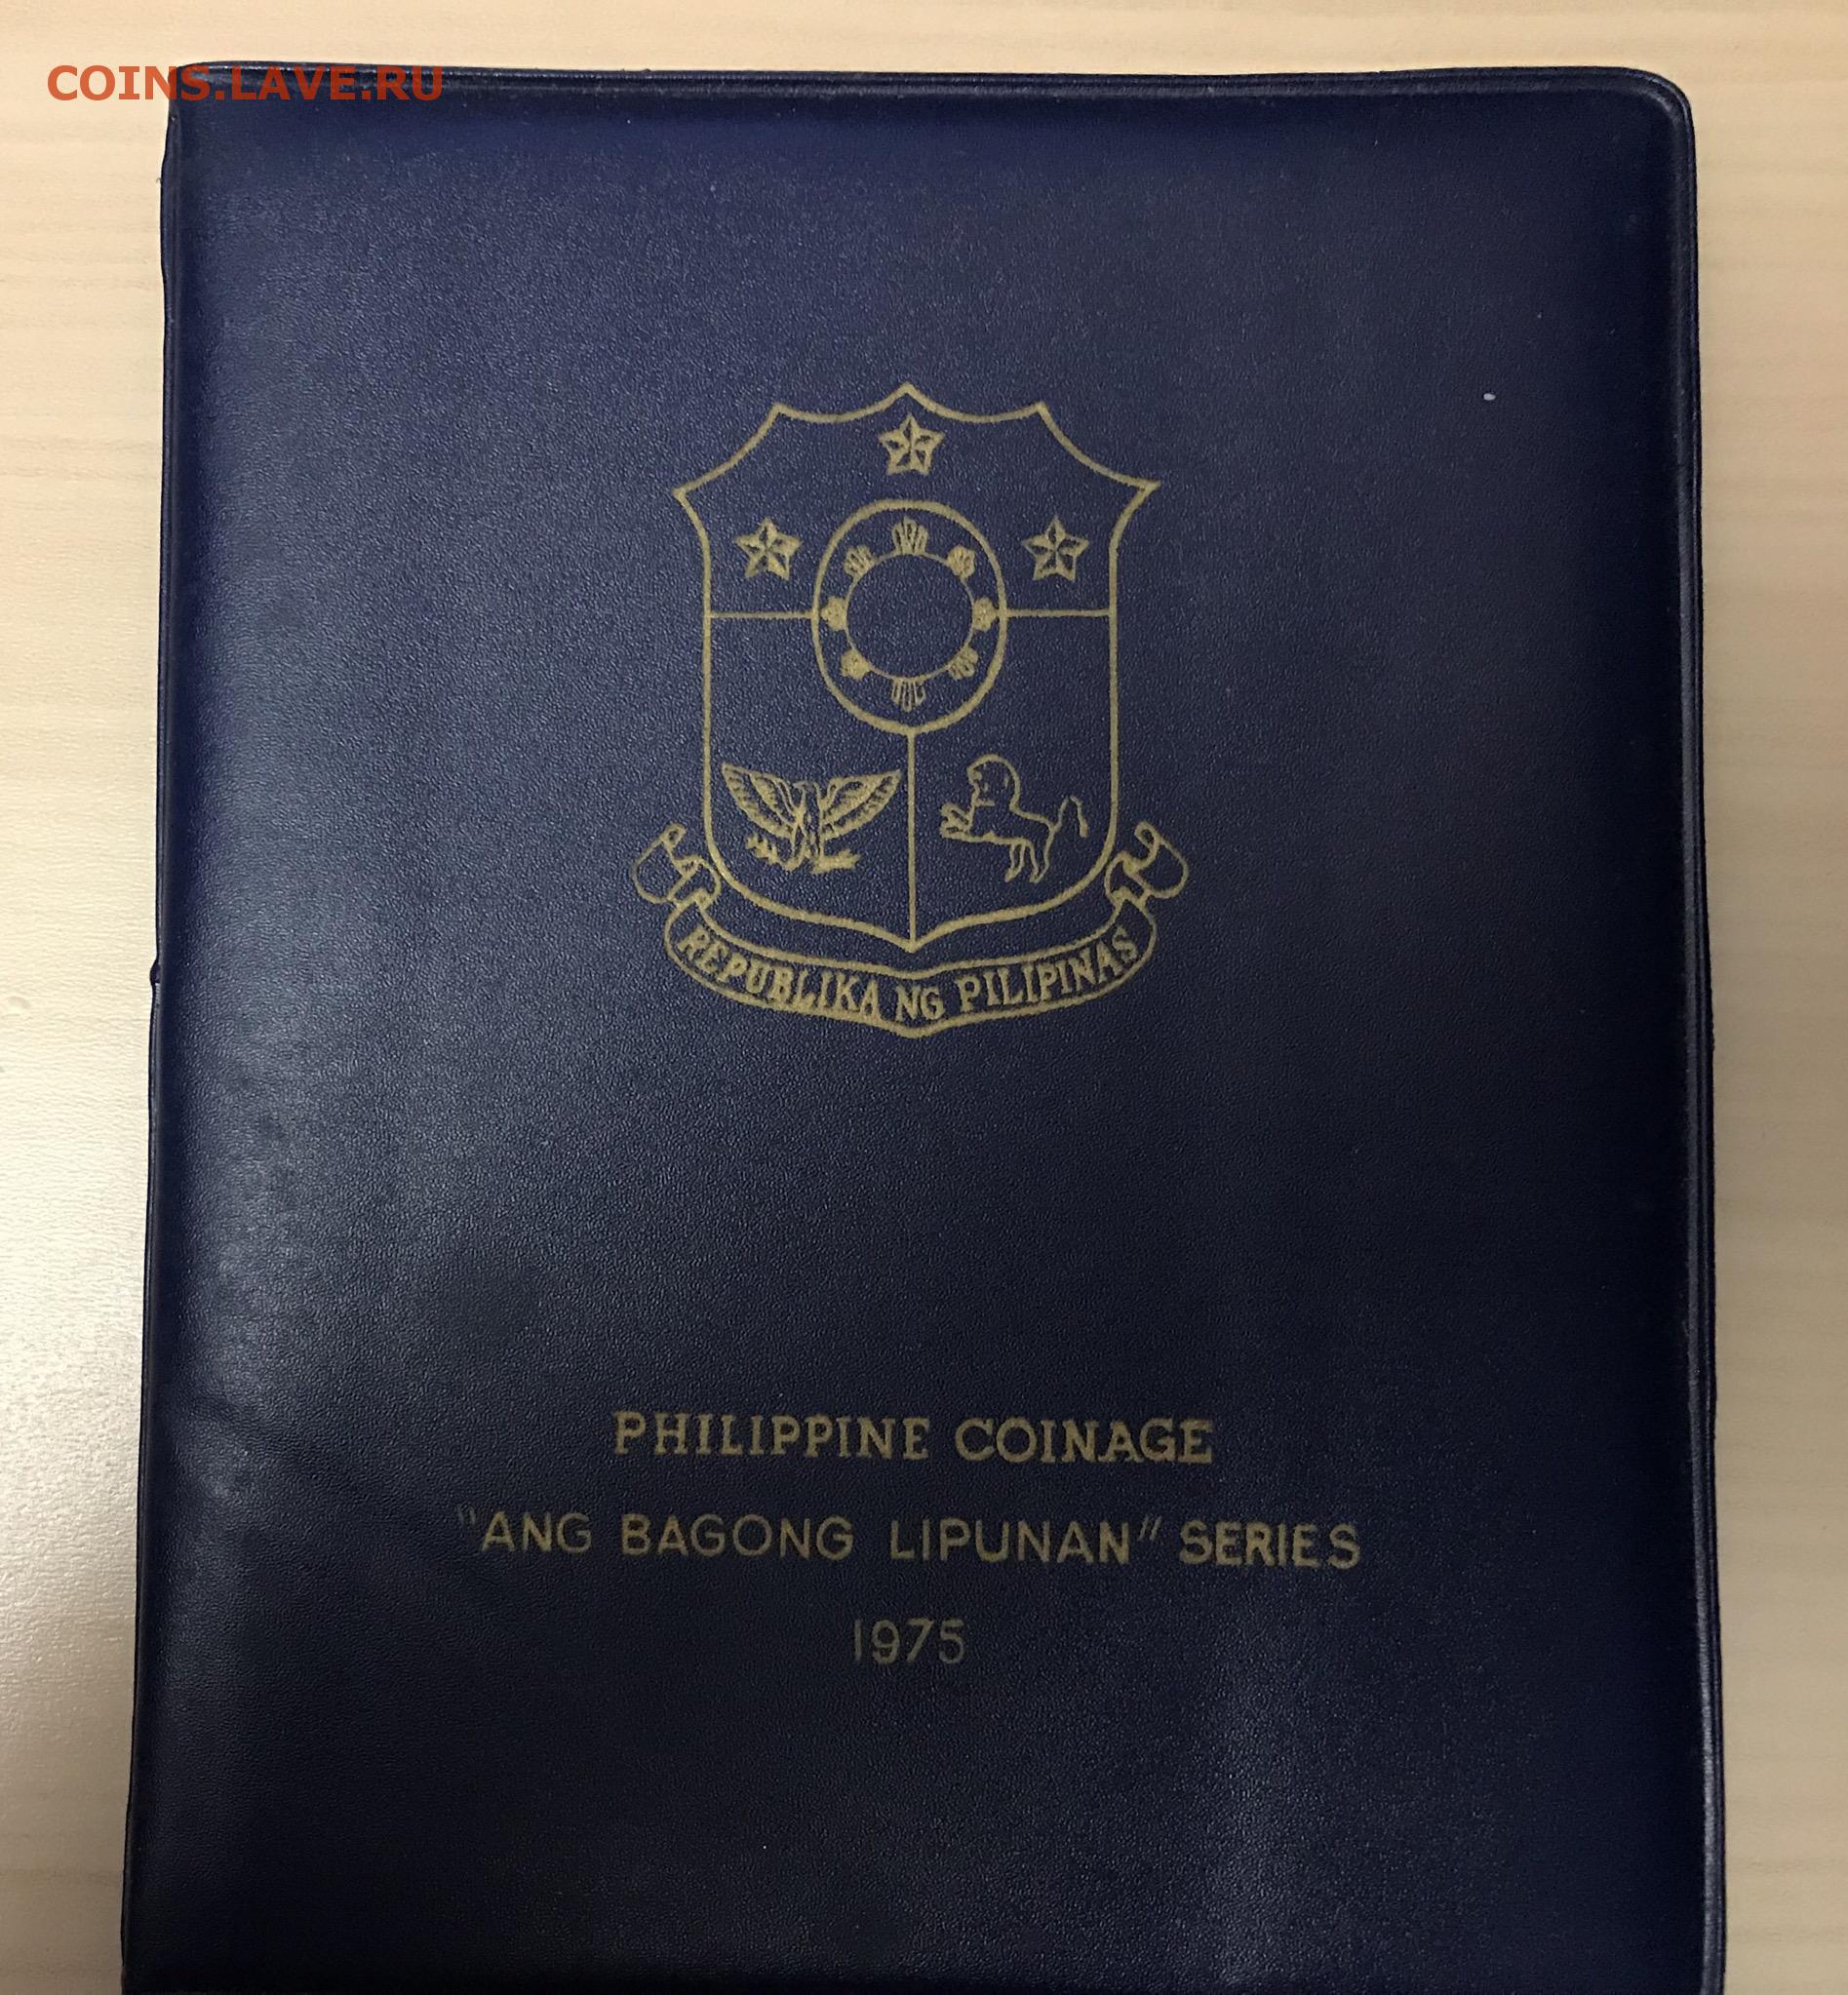 COINS.LAVE.RU
REPUBLIKA NG PILIPINAS
PHILIPPINE COINAGE
"ANG BAGONG LIPUNAN" SERIES
1975